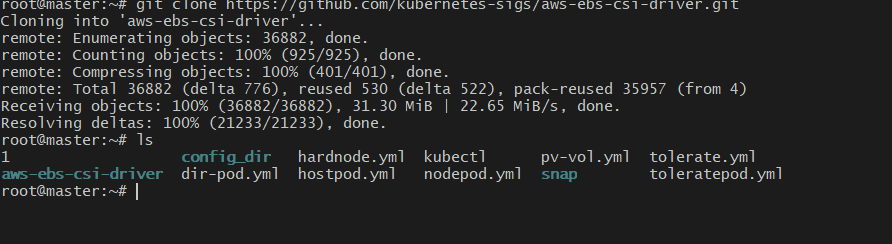 root@master:~# git clone https://github.com/kubernetes-sigs/aws-ebs-csi-driver.git
Cloning into 'aws-ebs-csi-driver'...
remote: Enumerating objects: 36882, done.
remote: Counting objects: 100% (925/925), done.
remote: Compressing objects: 100% (401/401), done.
remote: Total 36882 (delta 776), reused 530 (delta 522), pack-reused 35957 (from 4)
Receiving objects: 100% (36882/36882), 31.30 MiB | 22.65 MiB/s, done.
Resolving deltas: 100% (21233/21233), done.
root@master:~# ls
1 config_dir hardnode.yml kubectl pv-vol.yml tolerate.yml
aws-ebs-csi-driver dir-pod.yml hostpod.yml nodepod.yml snap toleratepod.yml
root@master:~#